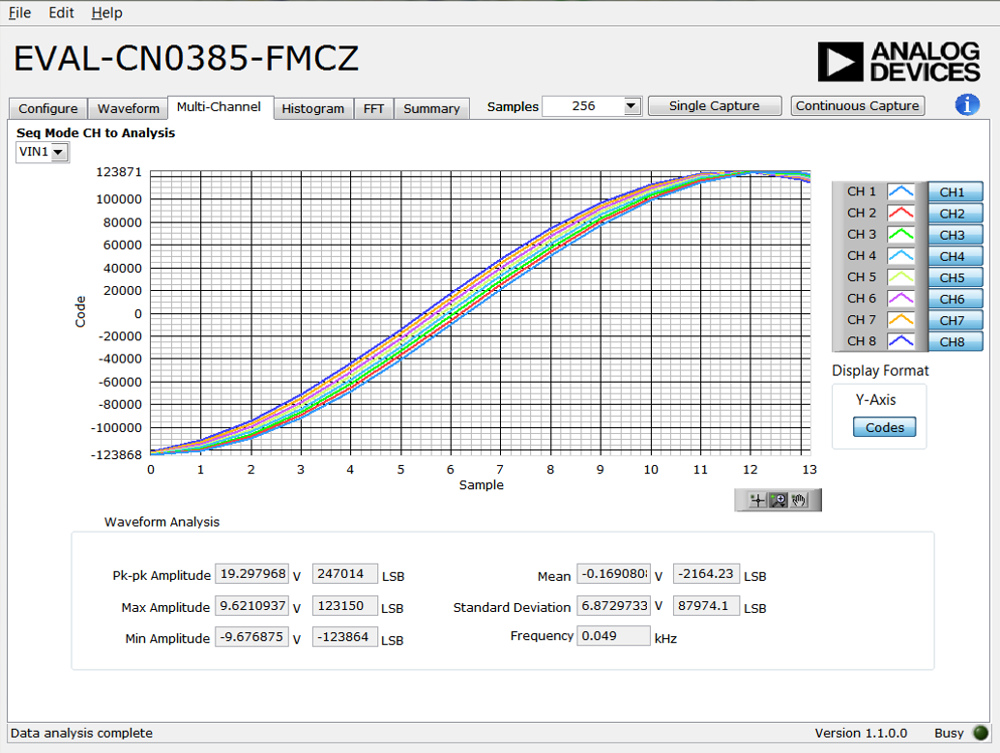 File Edit Help
EVAL-CN0385-FMCZ
ANALOG
DEVICES
Configure Waveform Multi-Channel Histogram FFT Summary Samples 256 Single Capture Continuous Capture i
Seq Mode CH to Analysis
VIN1
123871
100000
80000
60000
40000
20000
0
-20000
-40000
-60000
-80000
-100000
-123868
Code
0 1 2 3 4 5 6 7 8 9 10 11 12 13
Sample
CH 1 CH1
CH 2 CH2
CH 3 CH3
CH 4 CH4
CH 5 CH5
CH 6 CH6
CH 7 CH7
CH 8 CH8
Display Format
Y-Axis
Codes
Waveform Analysis
Pk-pk Amplitude 19.297968 V 247014 LSB Mean -0.169080 V -2164.23 LSB
Max Amplitude 9.6210937 V 123150 LSB Standard Deviation 6.8729733 V 87974.1 LSB
Min Amplitude -9.676875 V -123864 LSB Frequency 0.049 kHz
Data analysis complete Version 1.1.0.0 Busy